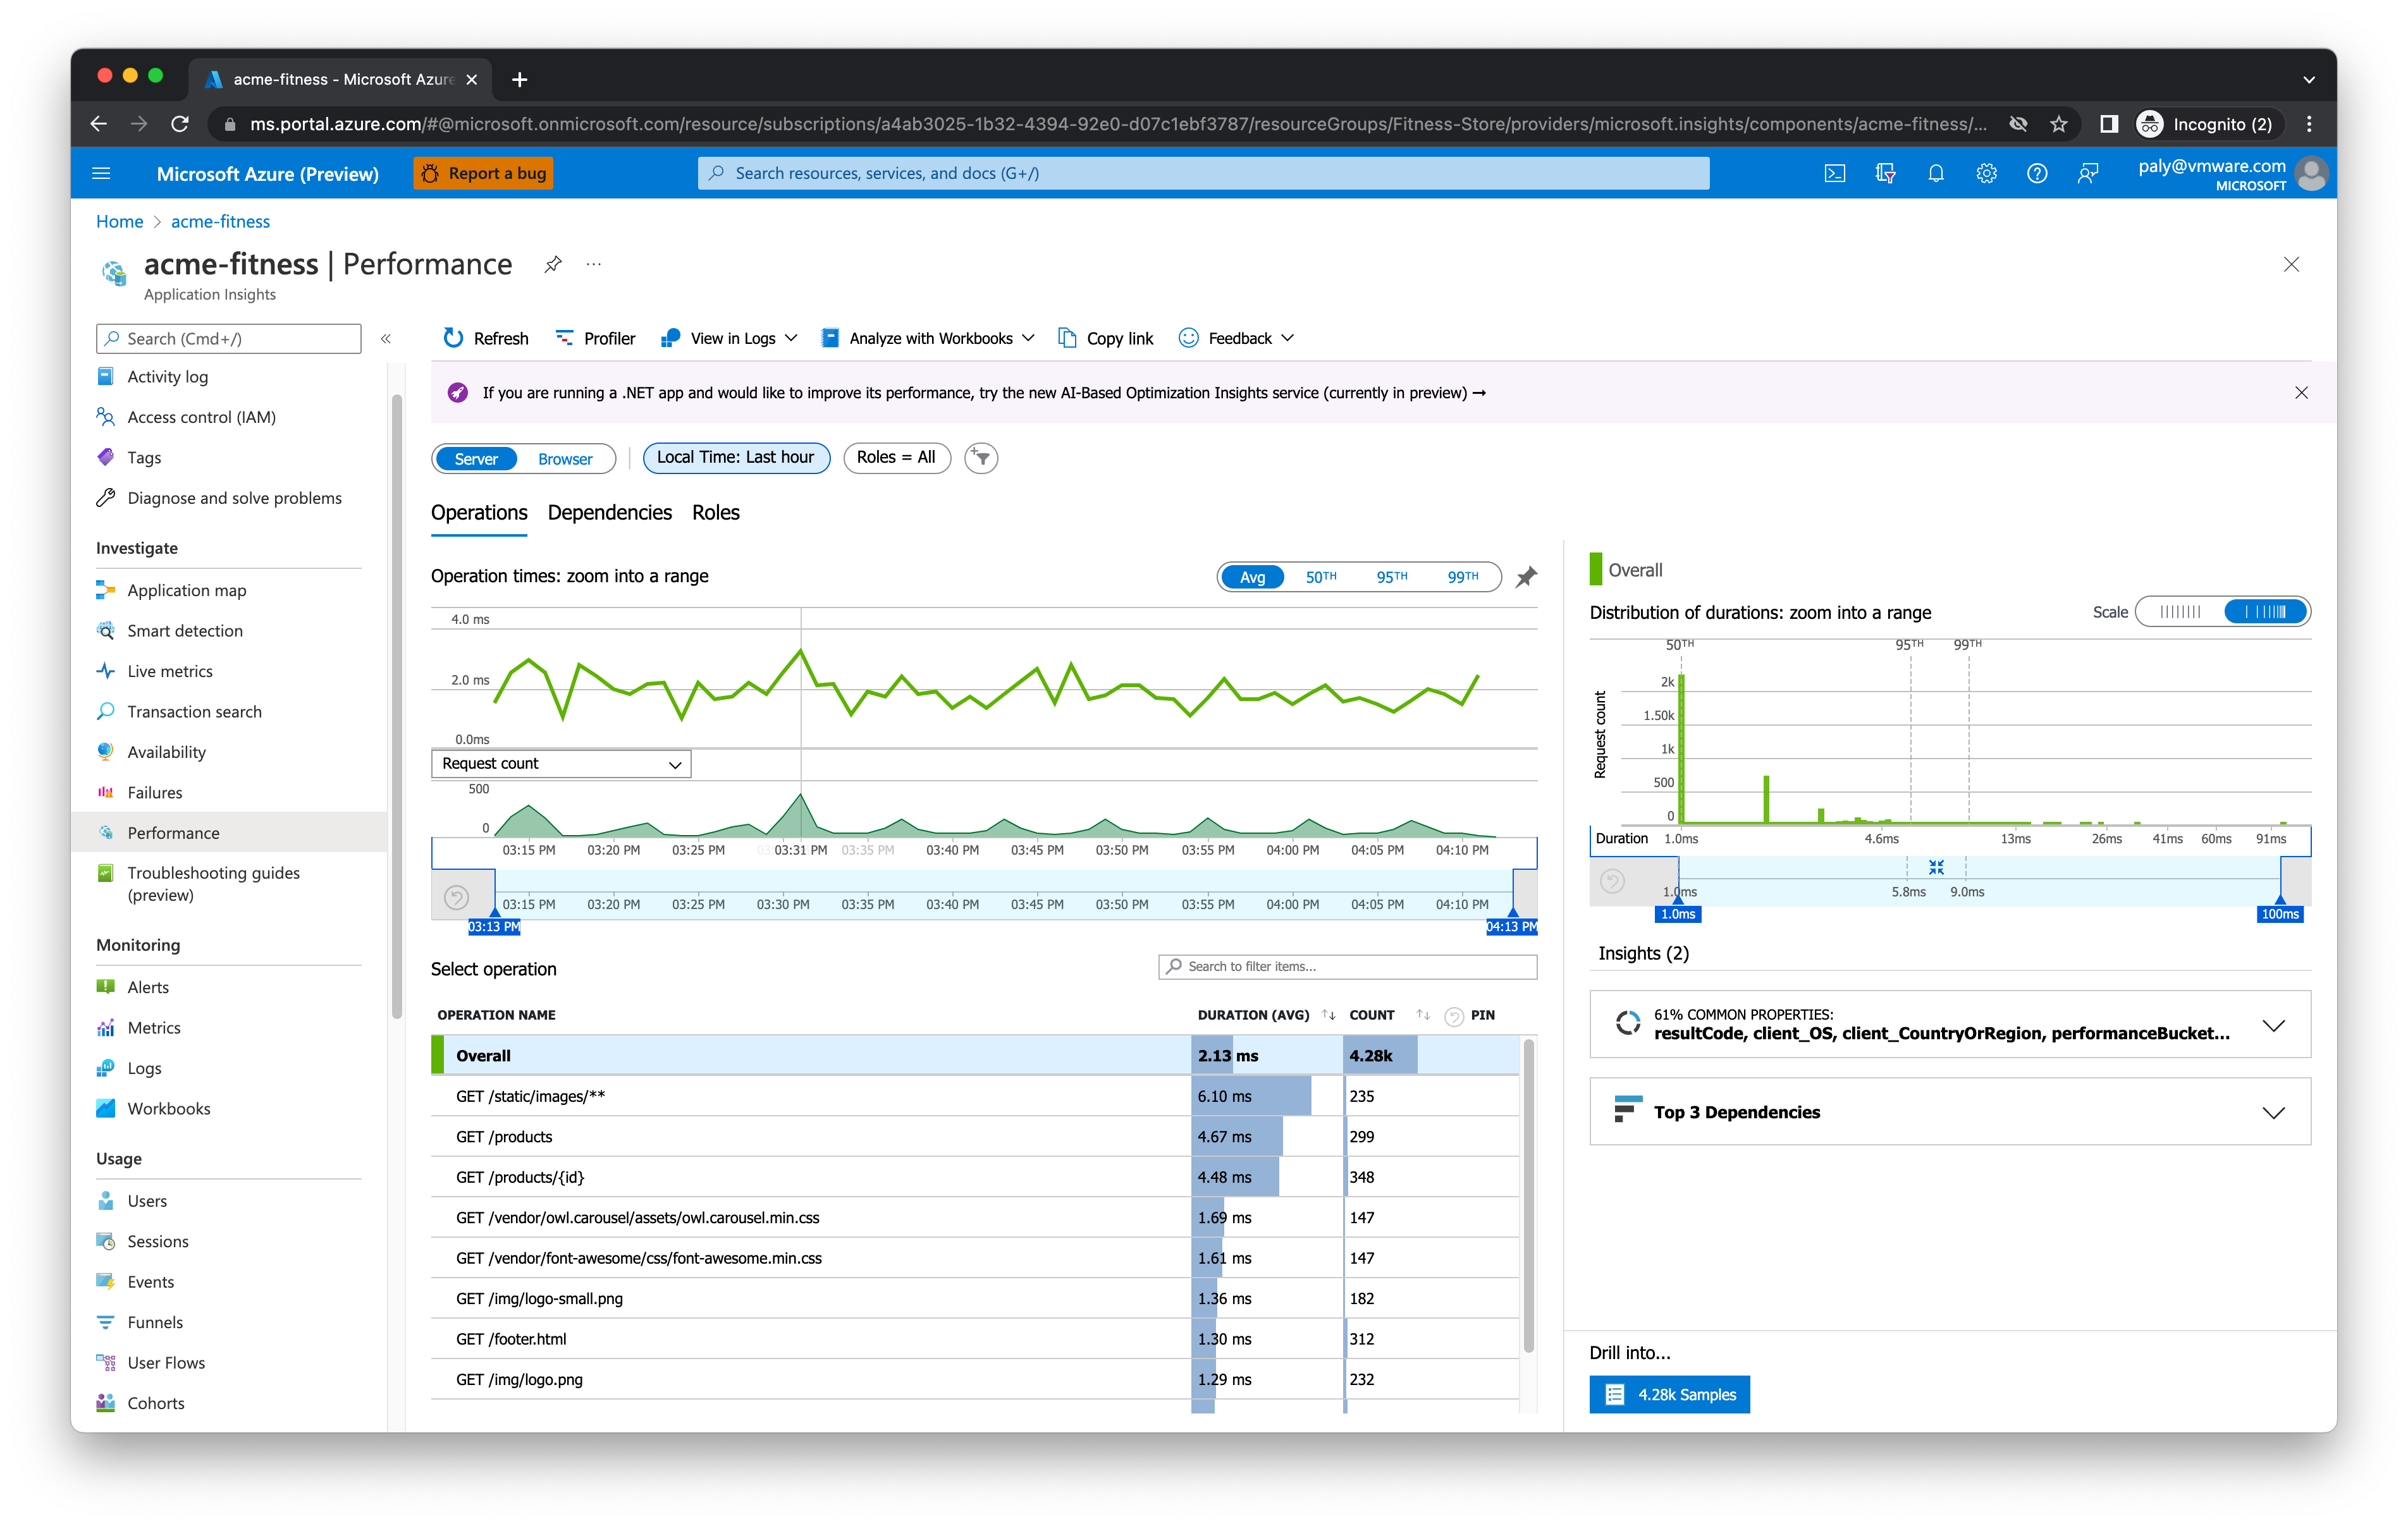 acme-fitness - Microsoft Azure
ms.portal.azure.com/#@microsoft.onmicrosoft.com/resource/subscriptions/a4ab3025-1b32-4394-92e0-d07c1ebf3787/resourceGroups/Fitness-Store/providers/microsoft.insights/components/acme-fitness/...
Incognito (2)
Microsoft Azure (Preview)
Report a bug
Search resources, services, and docs (G+/)
paly@vmware.com
MICROSOFT
Home > acme-fitness
acme-fitness | Performance
Application Insights
Search (Cmd+/)
Activity log
Access control (IAM)
Tags
Diagnose and solve problems
Investigate
Application map
Smart detection
Live metrics
Transaction search
Availability
Failures
Performance
Troubleshooting guides
(preview)
Monitoring
Alerts
Metrics
Logs
Workbooks
Usage
Users
Sessions
Events
Funnels
User Flows
Cohorts
Refresh
Profiler
View in Logs
Analyze with Workbooks
Copy link
Feedback
If you are running a .NET app and would like to improve its performance, try the new AI-Based Optimization Insights service (currently in preview) →
Server Browser
Local Time: Last hour
Roles = All
Operations Dependencies Roles
Operation times: zoom into a range
Avg 50TH 95TH 99TH
4.0 ms
2.0 ms
0.0ms
Request count
500
0
03:15 PM 03:20 PM 03:25 PM 03:31 PM 03:35 PM 03:40 PM 03:45 PM 03:50 PM 03:55 PM 04:00 PM 04:05 PM 04:10 PM
03:15 PM 03:20 PM 03:25 PM 03:30 PM 03:35 PM 03:40 PM 03:45 PM 03:50 PM 03:55 PM 04:00 PM 04:05 PM 04:10 PM
03:13 PM 04:13 PM
Select operation
Search to filter items...
OPERATION NAME DURATION (AVG) COUNT PIN
Overall 2.13 ms 4.28k
GET /static/images/** 6.10 ms 235
GET /products 4.67 ms 299
GET /products/{id} 4.48 ms 348
GET /vendor/owl.carousel/assets/owl.carousel.min.css 1.69 ms 147
GET /vendor/font-awesome/css/font-awesome.min.css 1.61 ms 147
GET /img/logo-small.png 1.36 ms 182
GET /footer.html 1.30 ms 312
GET /img/logo.png 1.29 ms 232
Overall
Distribution of durations: zoom into a range
Scale
50TH 95TH 99TH
Request count
2k
1.50k
1k
500
0
Duration 1.0ms 4.6ms 13ms 26ms 41ms 60ms 91ms
1.0ms 5.8ms 9.0ms
1.0ms 100ms
Insights (2)
61% COMMON PROPERTIES:
resultCode, client_OS, client_CountryOrRegion, performanceBucket...
Top 3 Dependencies
Drill into...
4.28k Samples